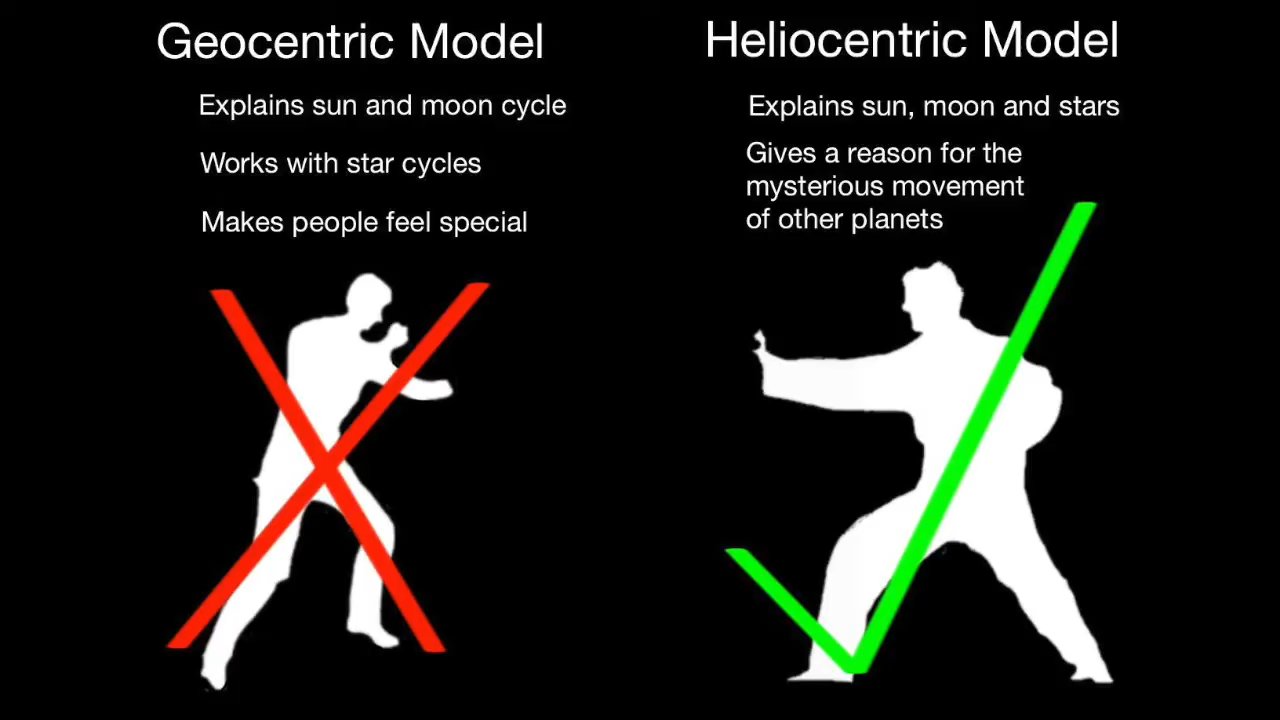 Geocentric Model
Explains sun and moon cycle
Works with star cycles
Makes people feel special
Heliocentric Model
Explains sun, moon and stars
Gives a reason for the
mysterious movement
of other planets